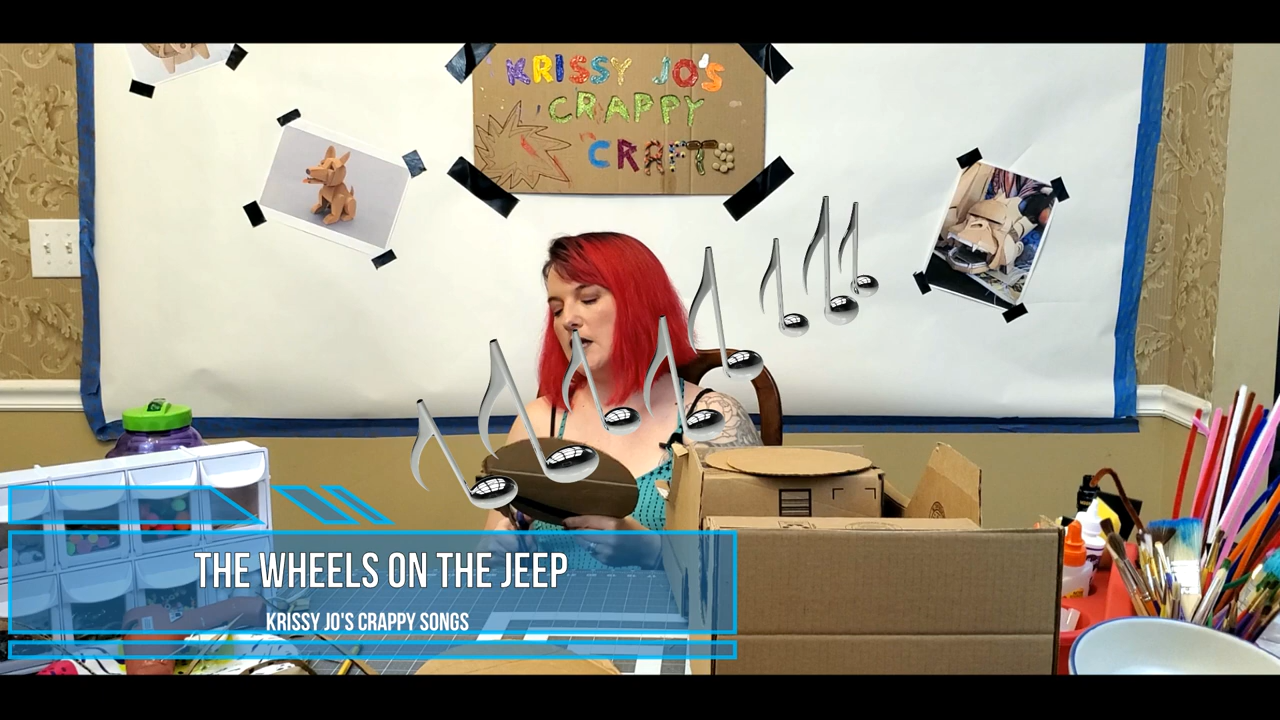 KRISSY JO'S
CRAPPY
CRAFTS
THE WHEELS ON THE JEEP
KRISSY JO'S CRAPPY SONGS